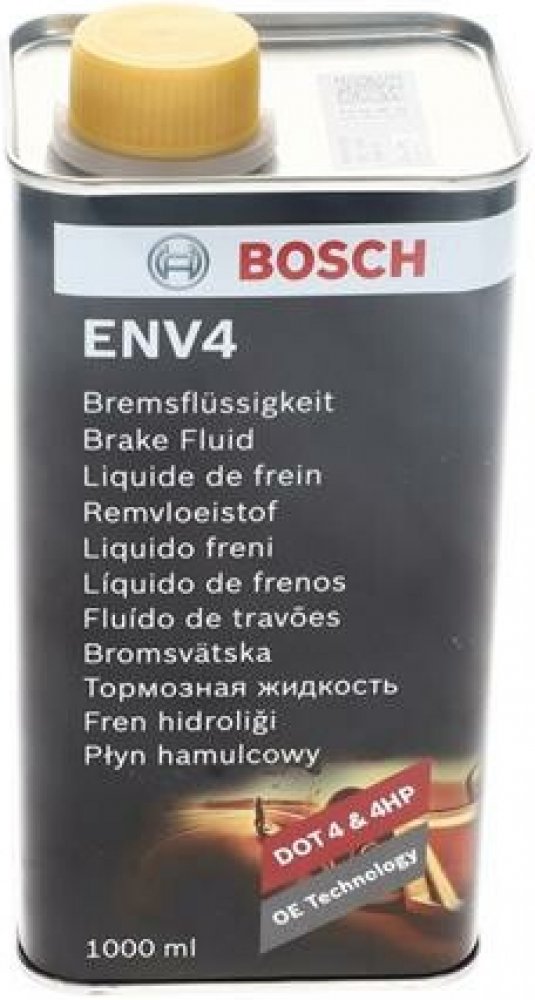 BOSCH
ENV4
Bremsflüssigkeit
Brake Fluid
Liquide de frein
Remvloeistof
Liquido freni
Líquido de frenos
Fluído de travões
Bromsvätska
Тормозная жидкость
Fren hidroliği
Płyn hamulcowy
DOT 4 & 4HP
OE Technology
1000 ml